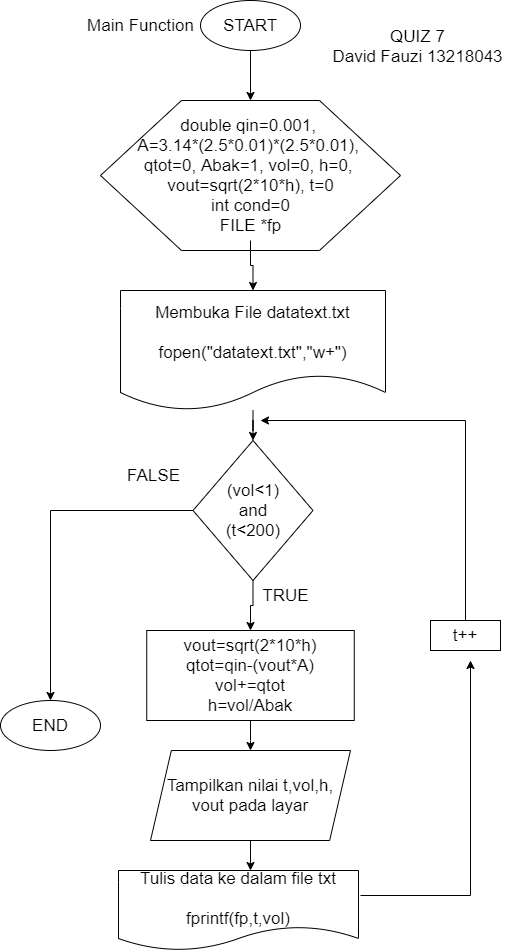 Main Function
START
QUIZ 7
David Fauzi 13218043
double qin=0.001,
A=3.14*(2.5*0.01)*(2.5*0.01),
qtot=0, Abak=1, vol=0, h=0,
vout=sqrt(2*10*h), t=0
int cond=0
FILE *fp
Membuka File datatext.txt
fopen("datatext.txt","w+")
FALSE
(vol<1)
and
(t<200)
TRUE
vout=sqrt(2*10*h)
qtot=qin-(vout*A)
vol+=qtot
h=vol/Abak
t++
END
Tampilkan nilai t,vol,h,
vout pada layar
Tulis data ke dalam file txt
fprintf(fp,t,vol)